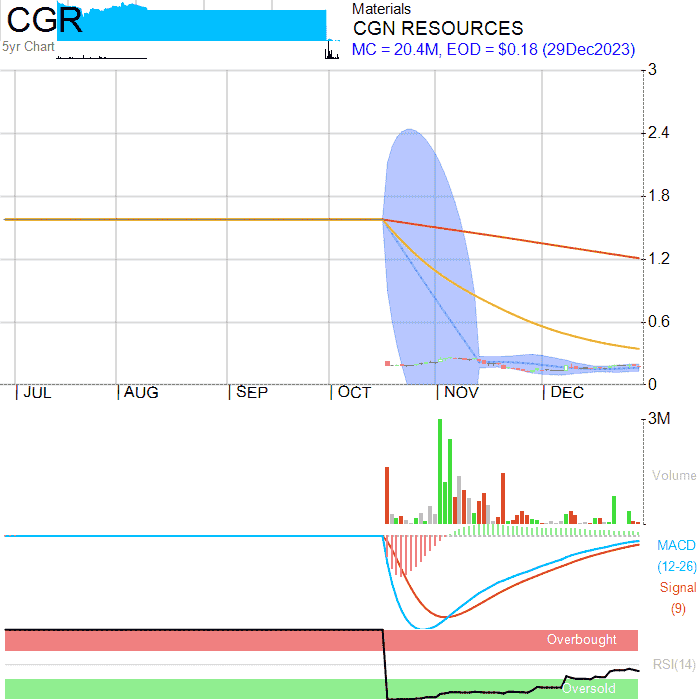 CGR
5yr Chart
Materials
CGN RESOURCES
MC = 20.4M, EOD = $0.18 (29Dec2023)
3
2.4
1.8
1.2
0.6
0
JUL AUG SEP OCT NOV DEC
3M
Volume
MACD
(12-26)
Signal
(9)
Overbought
RSI(14)
Oversold